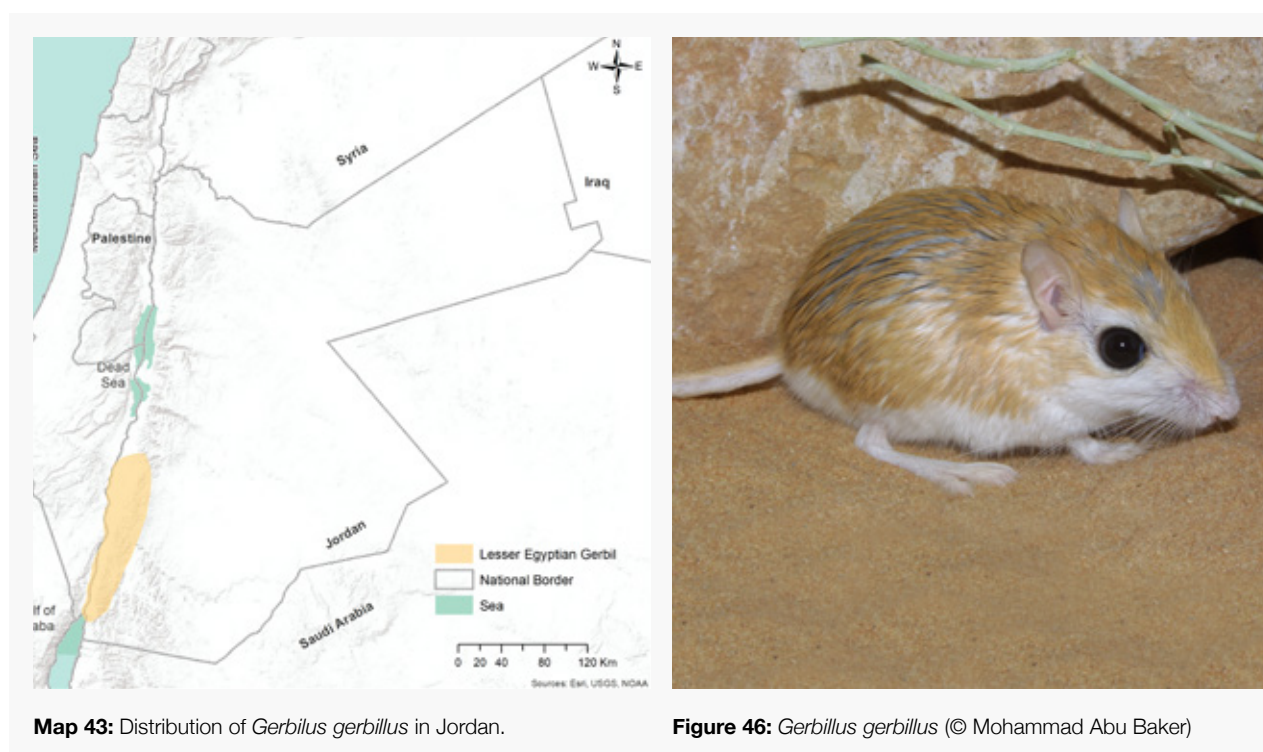 N
W E
S
Syria
Iraq
Mediterranean Sea
Palestine
Dead
Sea
Jordan
Saudi Arabia
lf of
aba
Lesser Egyptian Gerbil
National Border
Sea
0 20 40 80 120 Km
Sources: Esri, USGS, NOAA
Map 43: Distribution of Gerbilus gerbillus in Jordan.
Figure 46: Gerbillus gerbillus (© Mohammad Abu Baker)